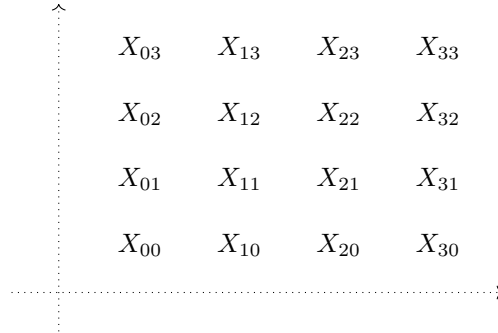 X₀₃ X₁₃ X₂₃ X₃₃
X₀₂ X₁₂ X₂₂ X₃₂
X₀₁ X₁₁ X₂₁ X₃₁
X₀₀ X₁₀ X₂₀ X₃₀